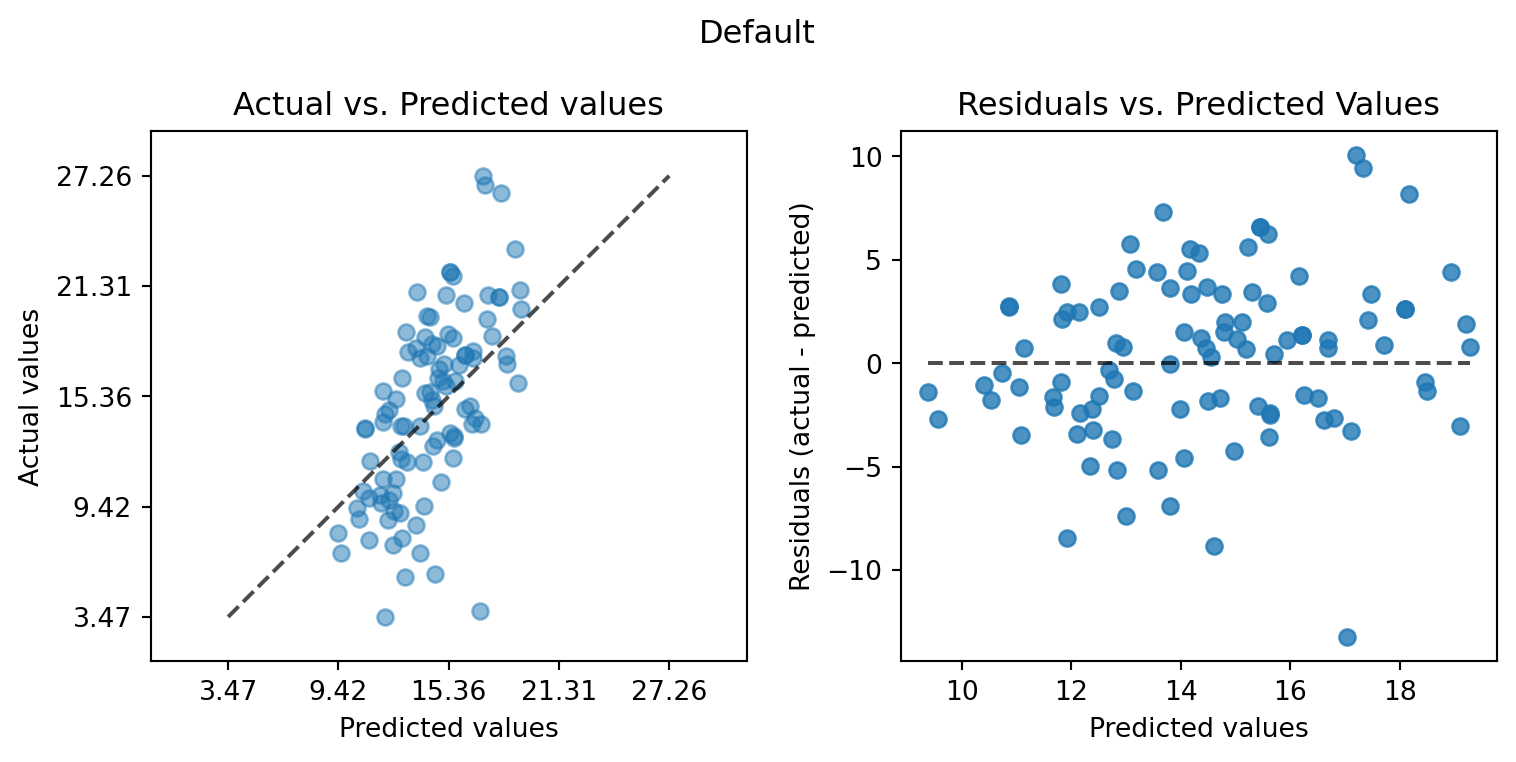 Default
Actual vs. Predicted values
Actual values
27.26
21.31
15.36
9.42
3.47
3.47 9.42 15.36 21.31 27.26
Predicted values
Residuals vs. Predicted Values
Residuals (actual - predicted)
10
5
0
−5
−10
10 12 14 16 18
Predicted values